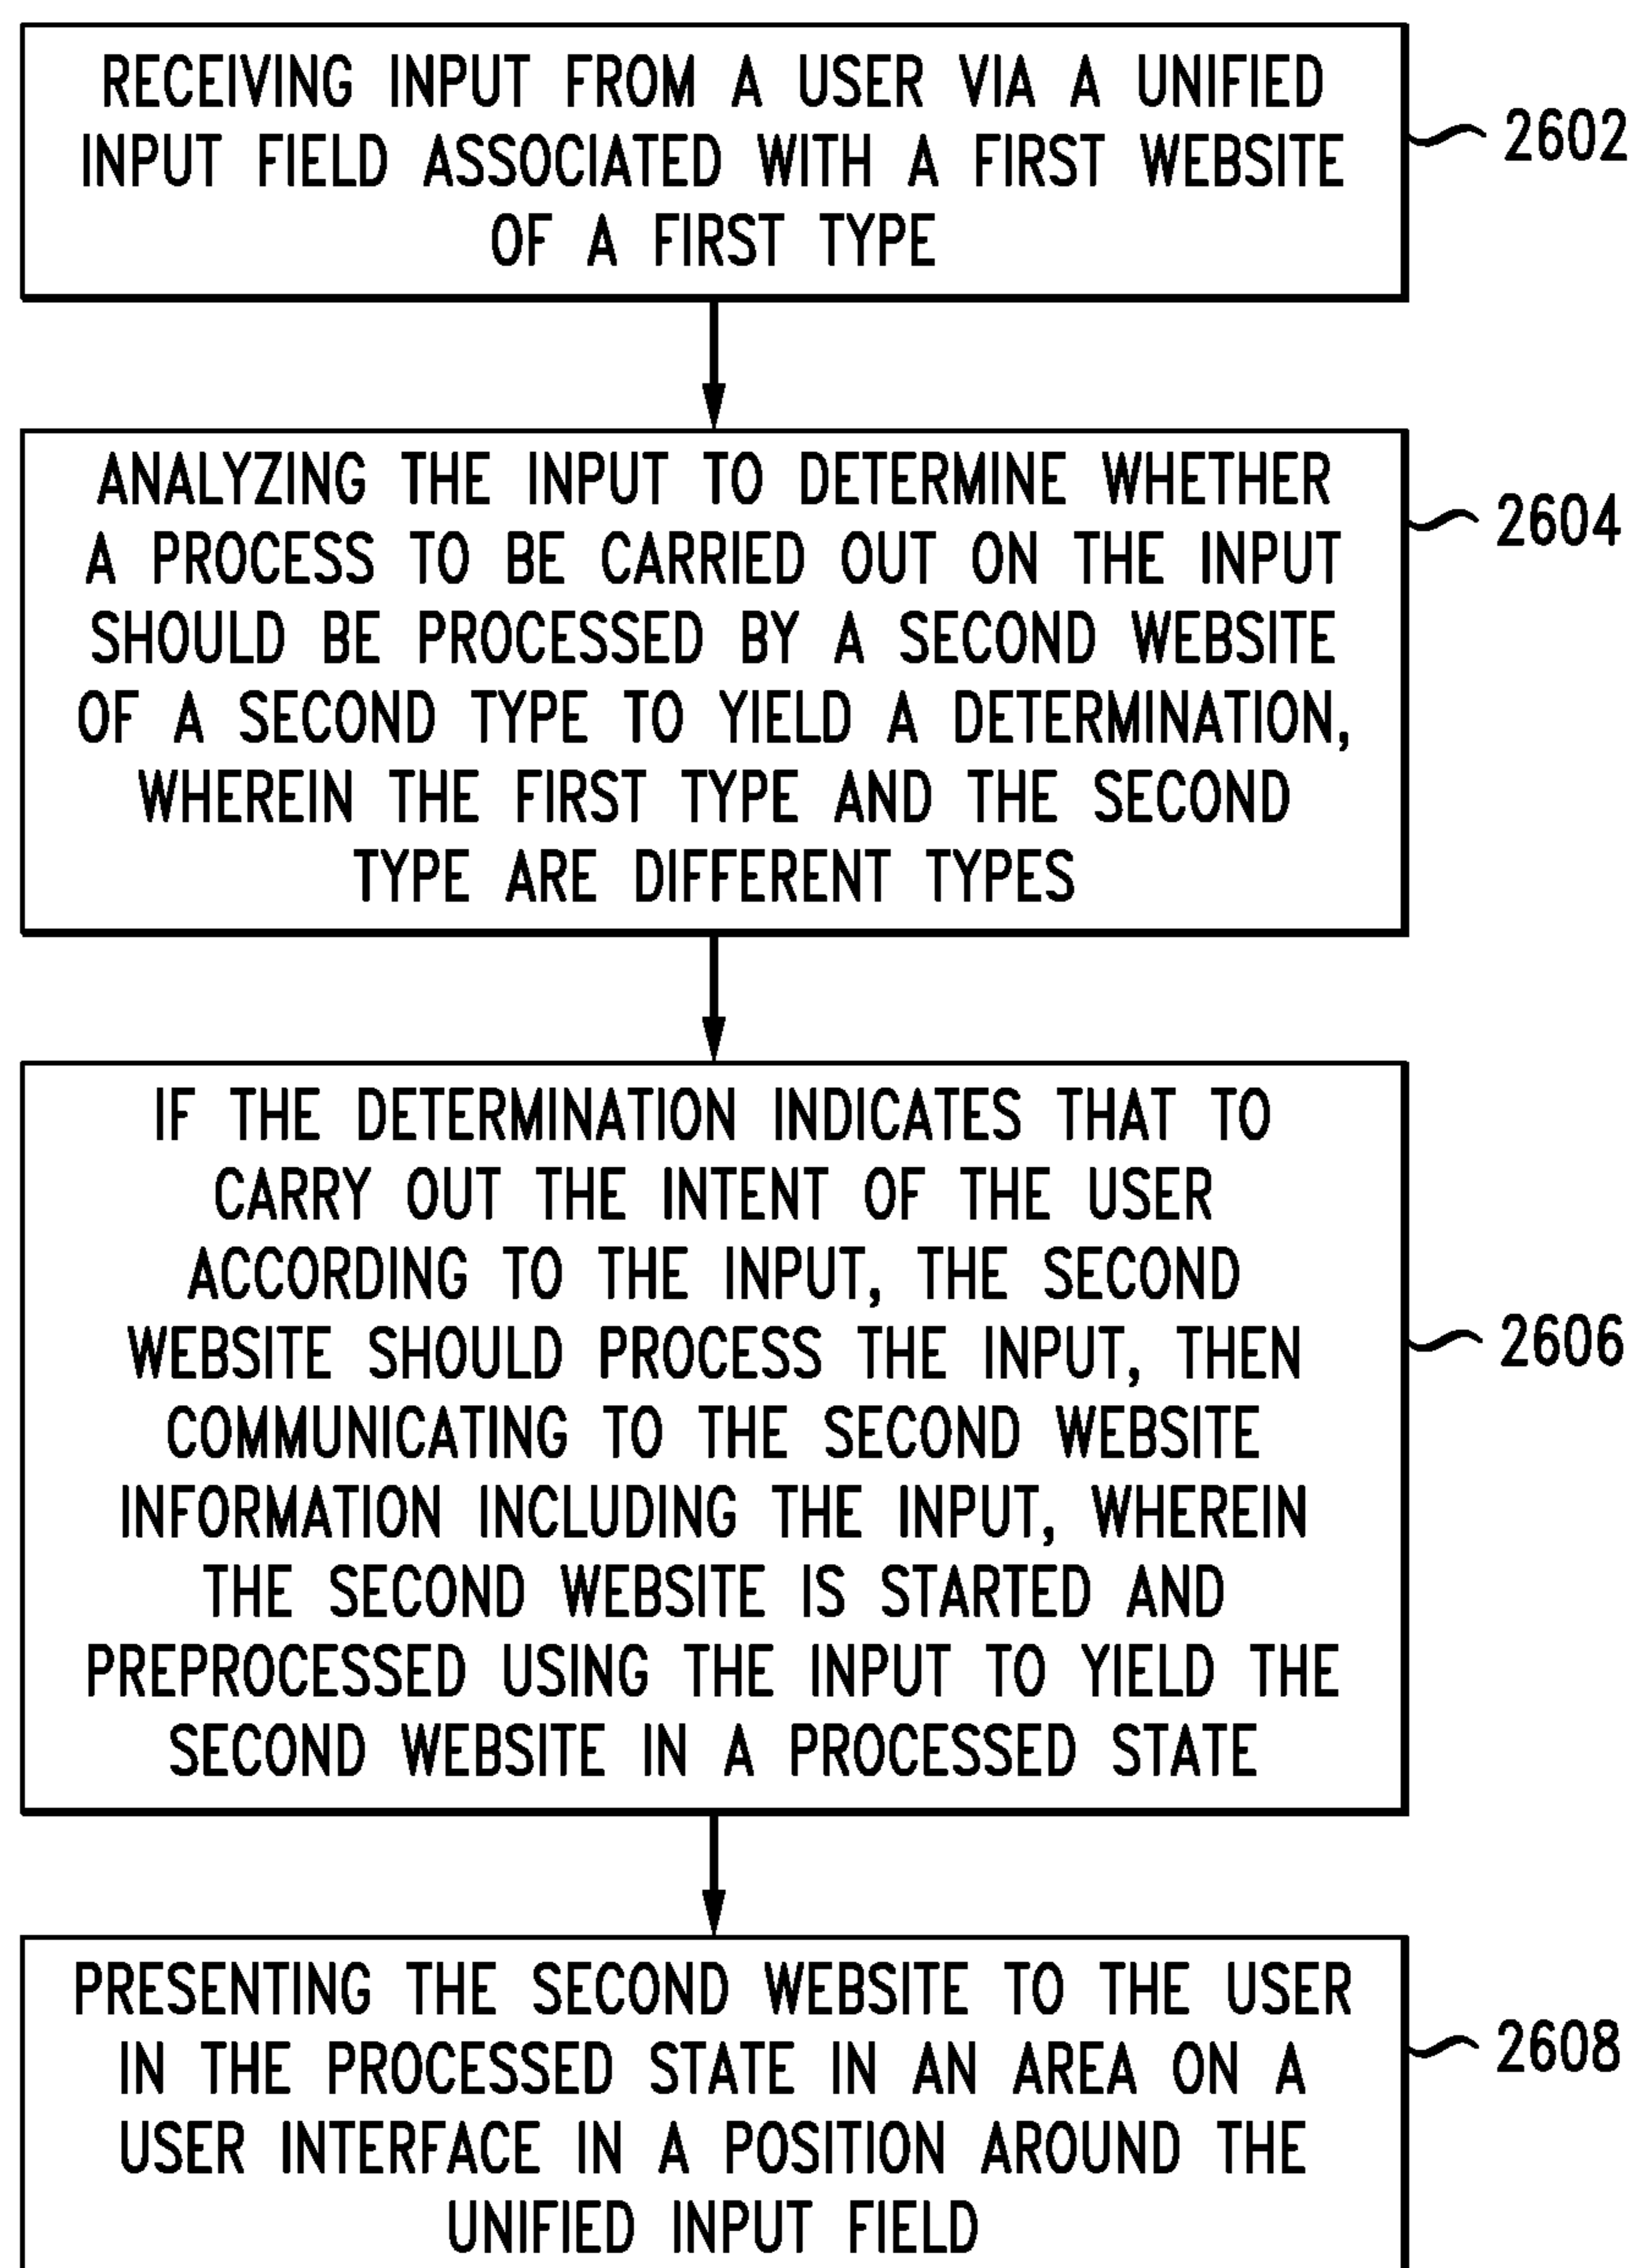 RECEIVING INPUT FROM A USER VIA A UNIFIED
INPUT FIELD ASSOCIATED WITH A FIRST WEBSITE
OF A FIRST TYPE
2602
ANALYZING THE INPUT TO DETERMINE WHETHER
A PROCESS TO BE CARRIED OUT ON THE INPUT
SHOULD BE PROCESSED BY A SECOND WEBSITE
OF A SECOND TYPE TO YIELD A DETERMINATION,
WHEREIN THE FIRST TYPE AND THE SECOND
TYPE ARE DIFFERENT TYPES
2604
IF THE DETERMINATION INDICATES THAT TO
CARRY OUT THE INTENT OF THE USER
ACCORDING TO THE INPUT, THE SECOND
WEBSITE SHOULD PROCESS THE INPUT, THEN
COMMUNICATING TO THE SECOND WEBSITE
INFORMATION INCLUDING THE INPUT, WHEREIN
THE SECOND WEBSITE IS STARTED AND
PREPROCESSED USING THE INPUT TO YIELD THE
SECOND WEBSITE IN A PROCESSED STATE
2606
PRESENTING THE SECOND WEBSITE TO THE USER
IN THE PROCESSED STATE IN AN AREA ON A
USER INTERFACE IN A POSITION AROUND THE
UNIFIED INPUT FIELD
2608